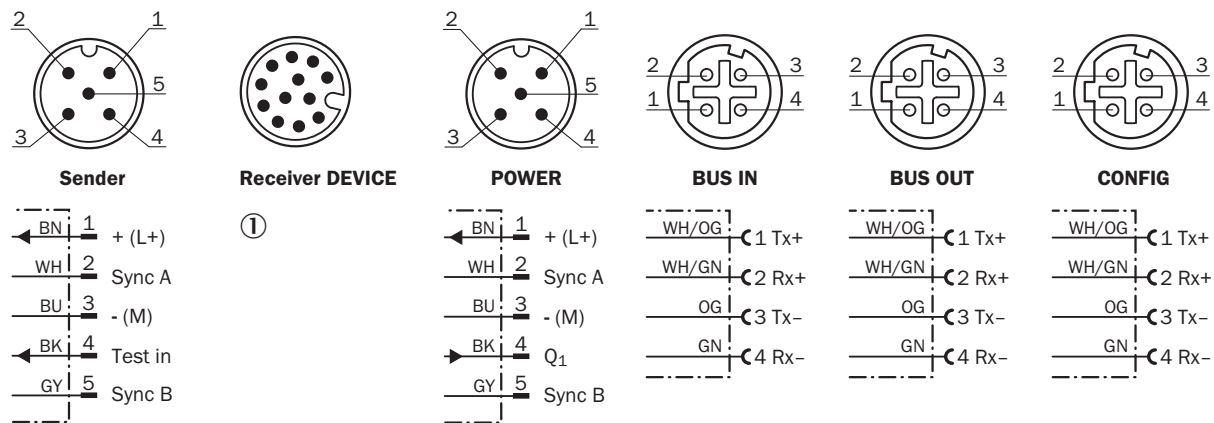 2 1
5
3 4
Sender
BN 1 + (L+)
WH 2 Sync A
BU 3 - (M)
BK 4 Test in
GY 5 Sync B
Receiver DEVICE
①
2 1
5
3 4
POWER
BN 1 + (L+)
WH 2 Sync A
BU 3 - (M)
BK 4 Q₁
GY 5 Sync B
2 3
1 4
BUS IN
WH/OG 1 Tx+
WH/GN 2 Rx+
OG 3 Tx–
GN 4 Rx–
2 3
1 4
BUS OUT
WH/OG 1 Tx+
WH/GN 2 Rx+
OG 3 Tx–
GN 4 Rx–
2 3
1 4
CONFIG
WH/OG 1 Tx+
WH/GN 2 Rx+
OG 3 Tx–
GN 4 Rx–